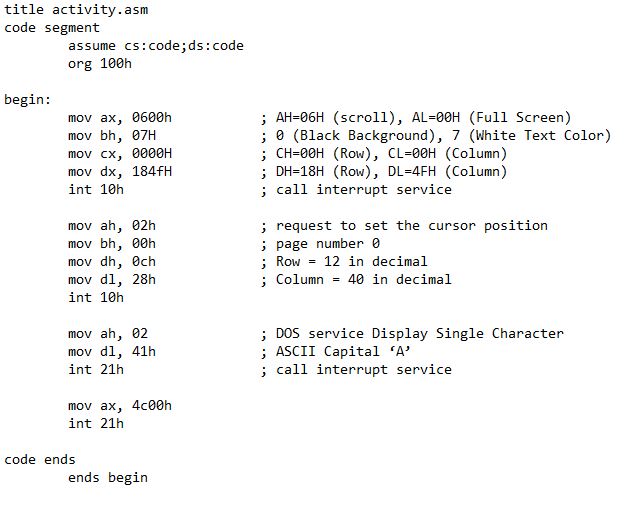 title activity.asm
code segment
assume cs:code;ds:code
org 100h
begin:
mov ax, 0600h ; AH=06H (scroll), AL=00H (Full Screen)
mov bh, 07H ; 0 (Black Background), 7 (White Text Color)
mov cx, 0000H ; CH=00H (Row), CL=00H (Column)
mov dx, 184fH ; DH=18H (Row), DL=4FH (Column)
int 10h ; call interrupt service
mov ah, 02h ; request to set the cursor position
mov bh, 00h ; page number 0
mov dh, 0ch ; Row = 12 in decimal
mov dl, 28h ; Column = 40 in decimal
int 10h
mov ah, 02 ; DOS service Display Single Character
mov dl, 41h ; ASCII Capital ‘A’
int 21h ; call interrupt service
mov ax, 4c00h
int 21h
code ends
ends begin